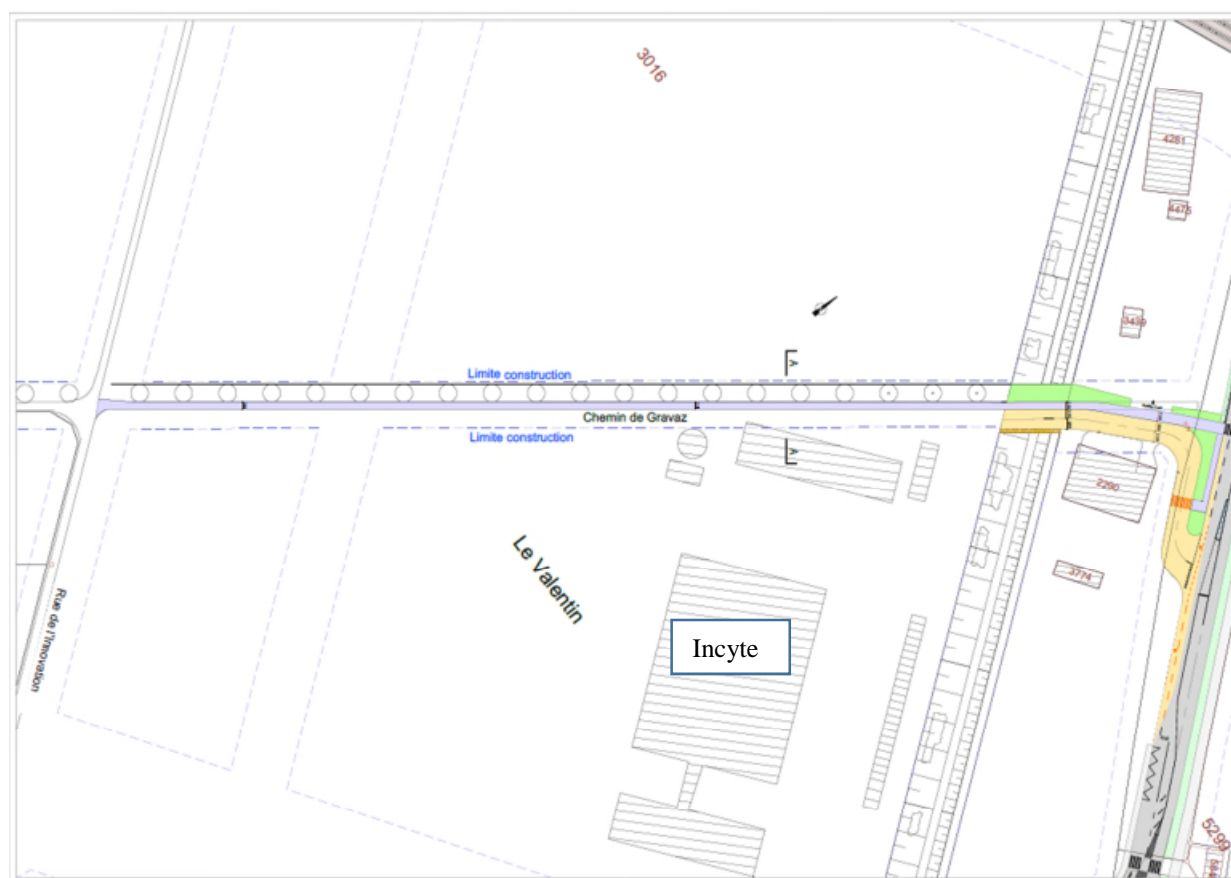 3016
4281
4475
3439
Limite construction
A
Chemin de Gravaz
Limite construction
A
2290
3774
Le Valentin
Rue de l'Innovation
Incyte
5299